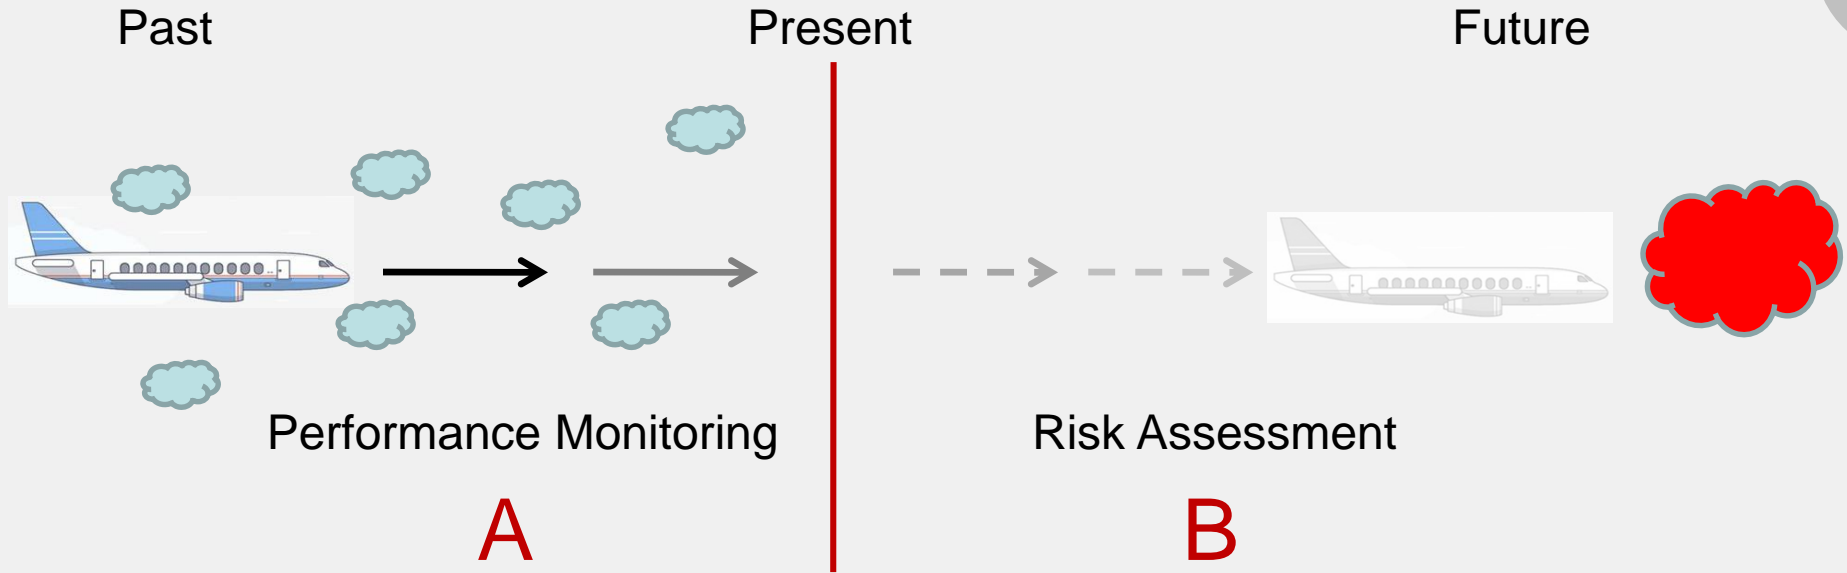 Past
Present
Future
Performance Monitoring
Risk Assessment
A
B